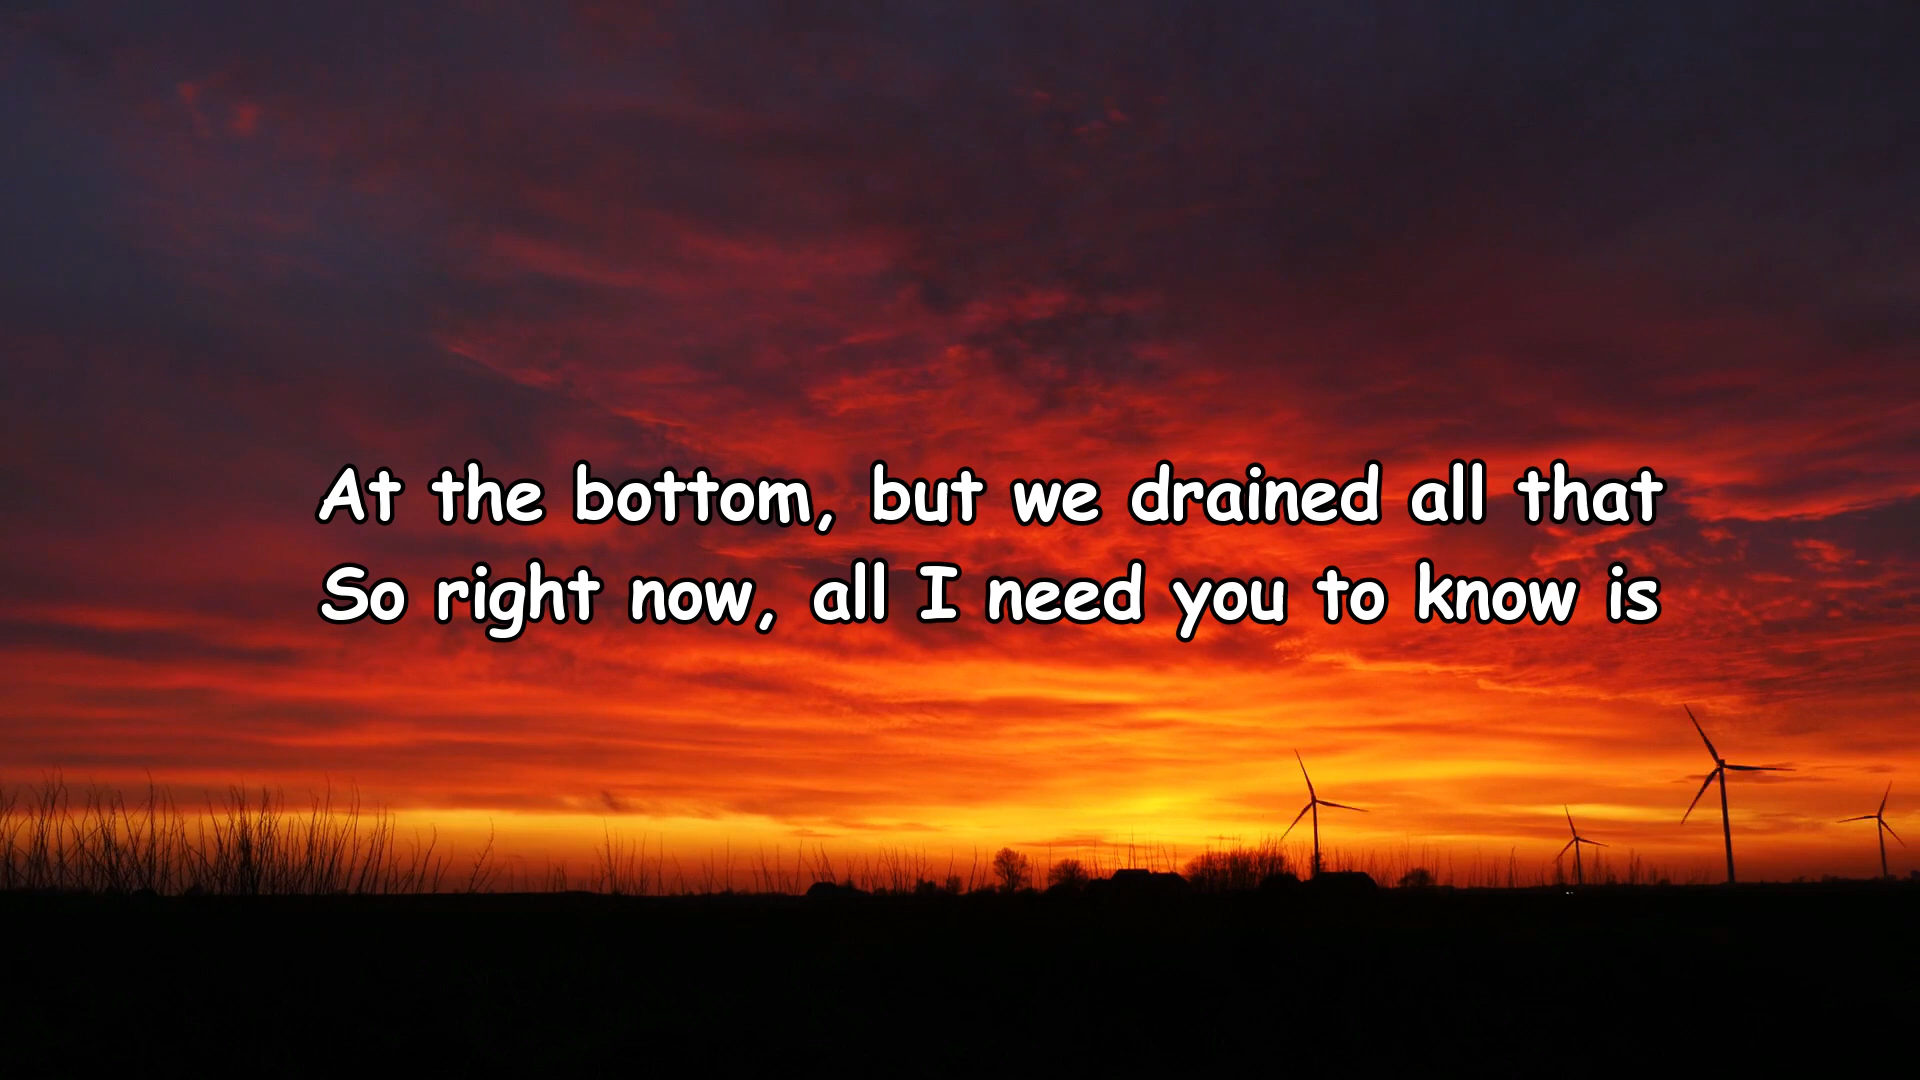 At the bottom, but we drained all that
So right now, all I need you to know is